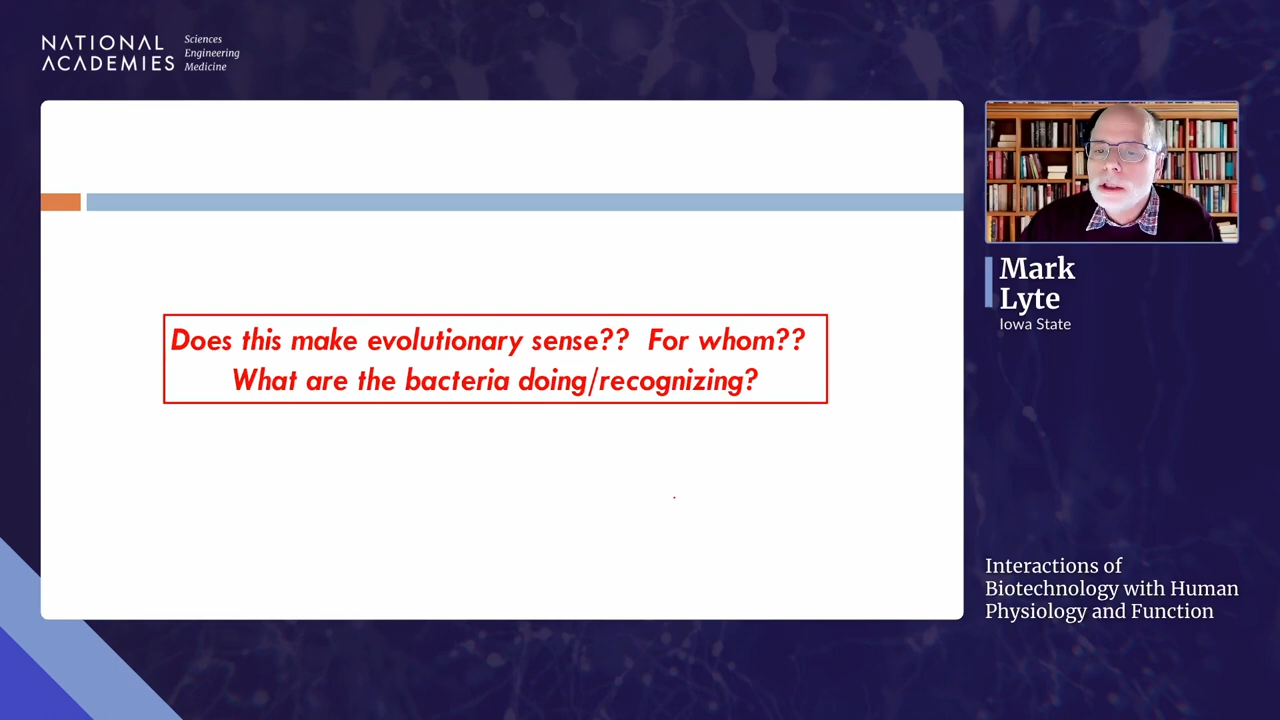 NATIONAL
ACADEMIES
Sciences
Engineering
Medicine
Does this make evolutionary sense??  For whom??
What are the bacteria doing/recognizing?
Mark
Lyte
Iowa State
Interactions of
Biotechnology with Human
Physiology and Function